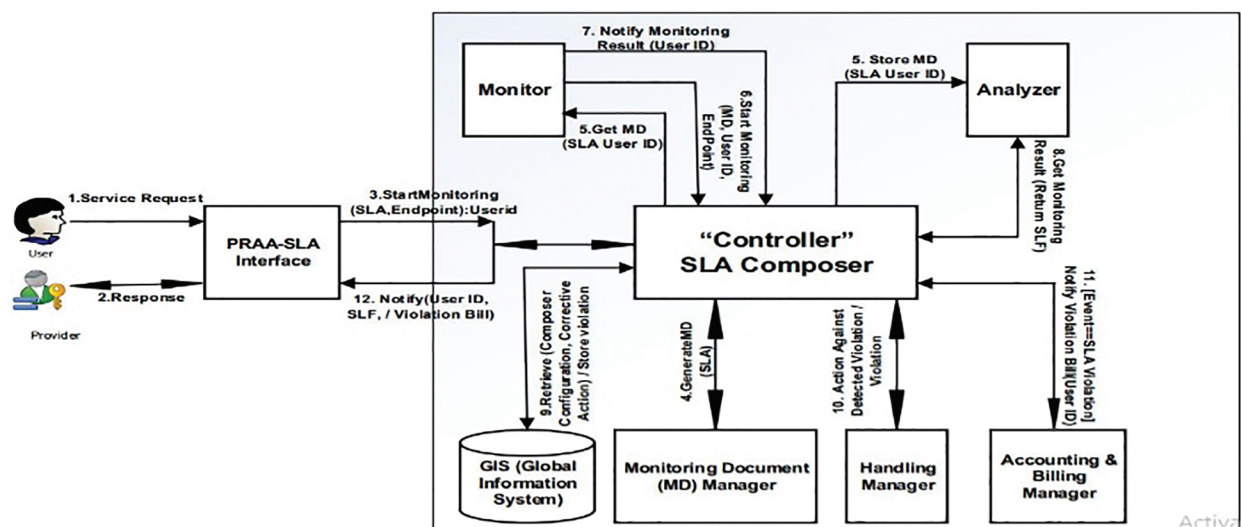 7. Notify Monitoring
Result (User ID)
Monitor
5.Get MD
(SLA User ID)
6.Start Monitoring
(MD, User ID,
EndPoint)
5. Store MD
(SLA User ID)
Analyzer
8.Get Monitoring
Result (Return SLF)
1.Service Request
User
2.Response
Provider
PRAA-SLA
Interface
3.StartMonitoring
(SLA,Endpoint):Userid
12. Notify(User ID,
SLF, / Violation Bill)
“Controller”
SLA Composer
9.Retrieve (Composer
Configuration, Corrective
Action) / Store violation
4.GenerateMD
(SLA)
10. Action Against
Detected Violation /
Violation
11. [Event==SLA Violation]
Notify Violation Bill(User ID)
GIS (Global
Information
System)
Monitoring Document
(MD) Manager
Handling
Manager
Accounting &
Billing
Manager
Activa